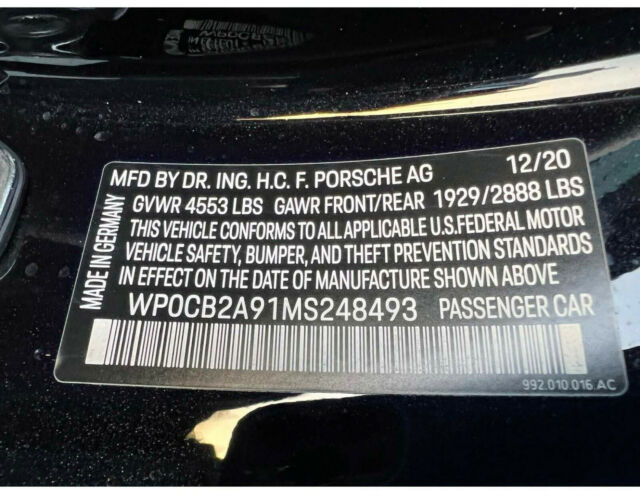 MFD BY DR. ING. H.C. F. PORSCHE AG 12/20
GVWR 4553 LBS GAWR FRONT/REAR 1929/2888 LBS
THIS VEHICLE CONFORMS TO ALL APPLICABLE U.S.FEDERAL MOTOR
VEHICLE SAFETY, BUMPER, AND THEFT PREVENTION STANDARDS
IN EFFECT ON THE DATE OF MANUFACTURE SHOWN ABOVE
WP0CB2A91MS248493 PASSENGER CAR
992.010.016.AC
MADE IN GERMANY